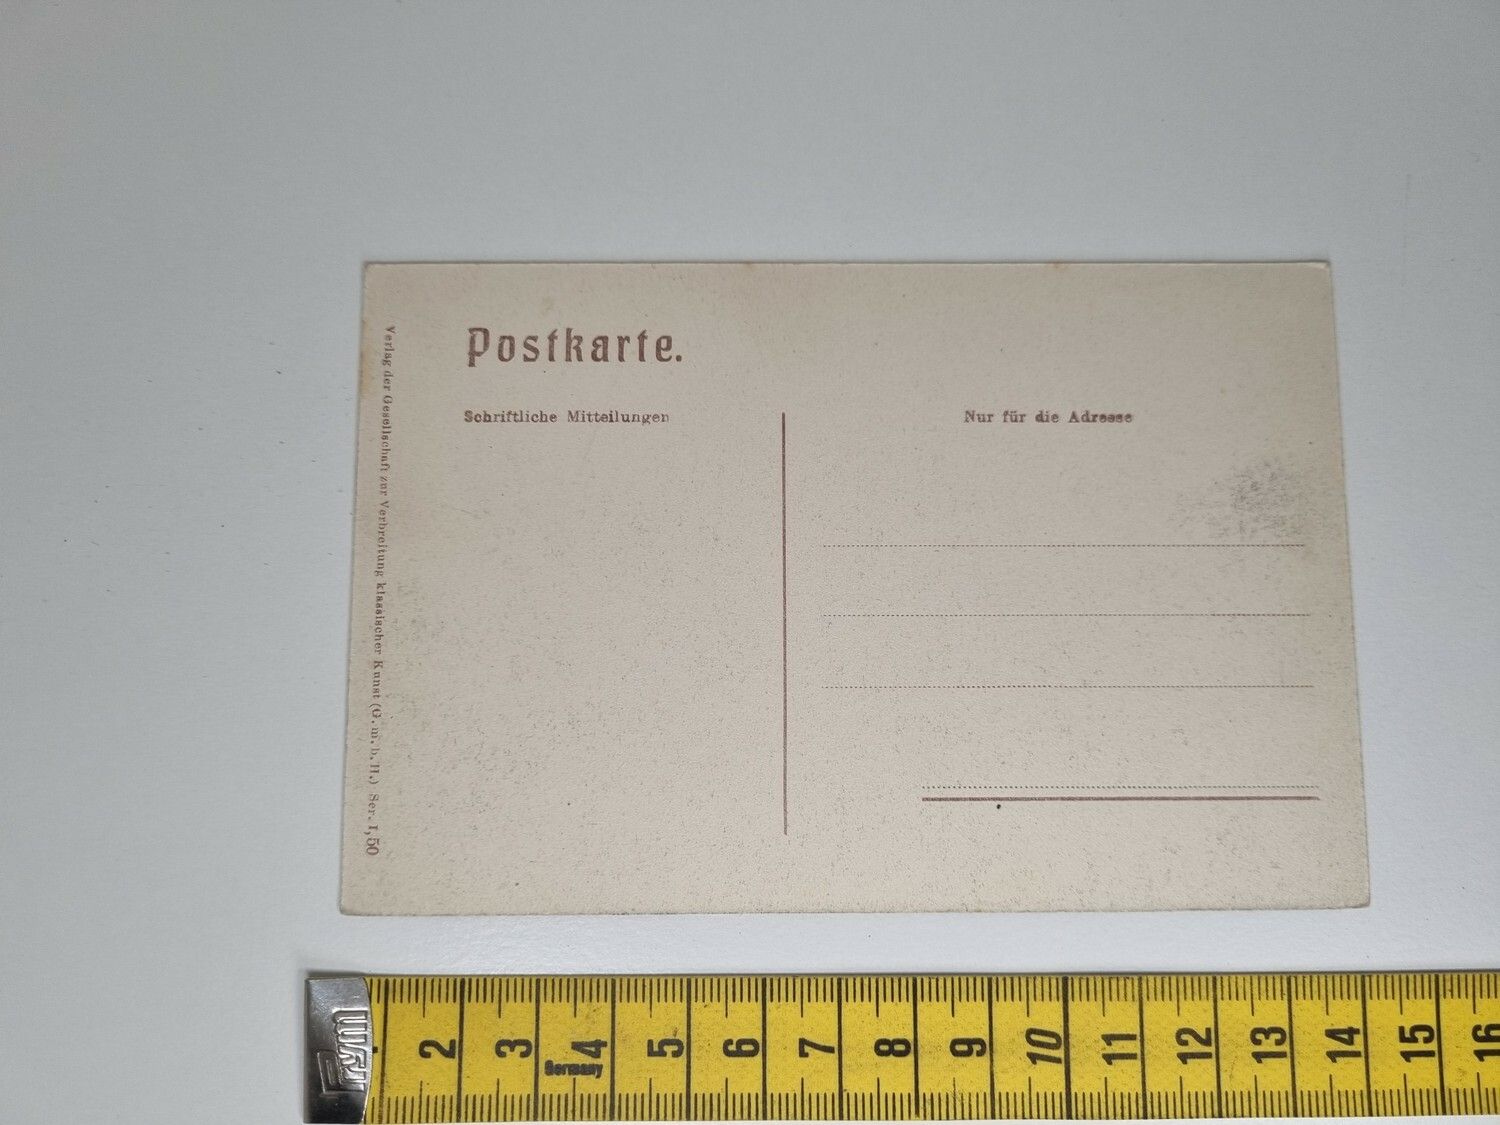 Postkarte.
Schriftliche Mitteilungen
Nur für die Adresse
Verlag der Gesellschaft zur Verbreitung klassischer Kunst (G. m. b. H.) Ser. I,50
Prym
2 3 4 5 6 7 8 9 10 11 12 13 14 15 16
Germany